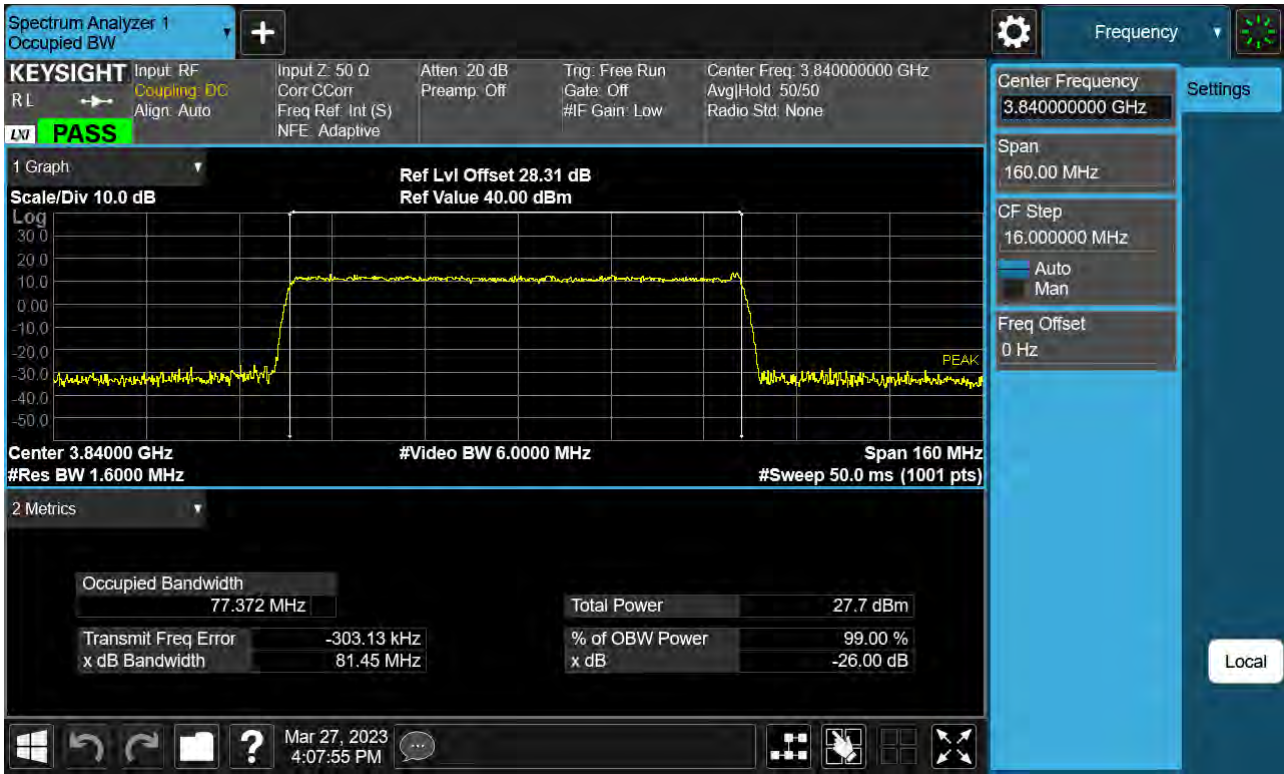 Spectrum Analyzer 1
Occupied BW
+
Frequency
KEYSIGHT
RL
LXI
PASS
Input: RF
Coupling: DC
Align: Auto
Input Z: 50 Ω
Corr CCorr
Freq Ref: Int (S)
NFE: Adaptive
Atten: 20 dB
Preamp: Off
Trig: Free Run
Gate: Off
#IF Gain: Low
Center Freq: 3.840000000 GHz
Avg|Hold: 50/50
Radio Std: None
Center Frequency
3.840000000 GHz
Settings
Span
160.00 MHz
CF Step
16.000000 MHz
Auto
Man
Freq Offset
0 Hz
Local
1 Graph
Scale/Div 10.0 dB
Ref Lvl Offset 28.31 dB
Ref Value 40.00 dBm
Log
30.0
20.0
10.0
0.00
-10.0
-20.0
-30.0
-40.0
-50.0
PEAK
Center 3.84000 GHz
#Video BW 6.0000 MHz
Span 160 MHz
#Res BW 1.6000 MHz
#Sweep 50.0 ms (1001 pts)
2 Metrics
Occupied Bandwidth
77.372 MHz
Total Power 27.7 dBm
Transmit Freq Error -303.13 kHz
% of OBW Power 99.00 %
x dB Bandwidth 81.45 MHz
x dB -26.00 dB
?
Mar 27, 2023
4:07:55 PM